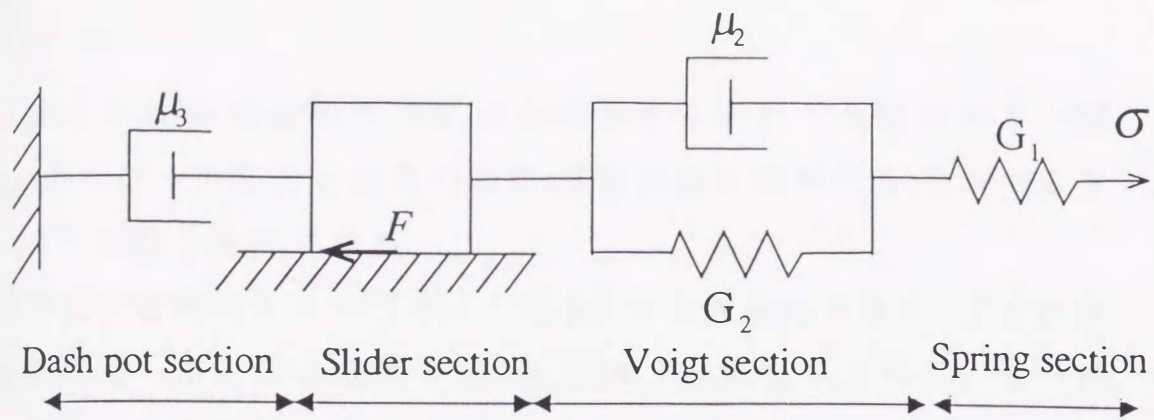 μ₂
μ₃
G₁
σ
F
G₂
Dash pot section
Slider section
Voigt section
Spring section